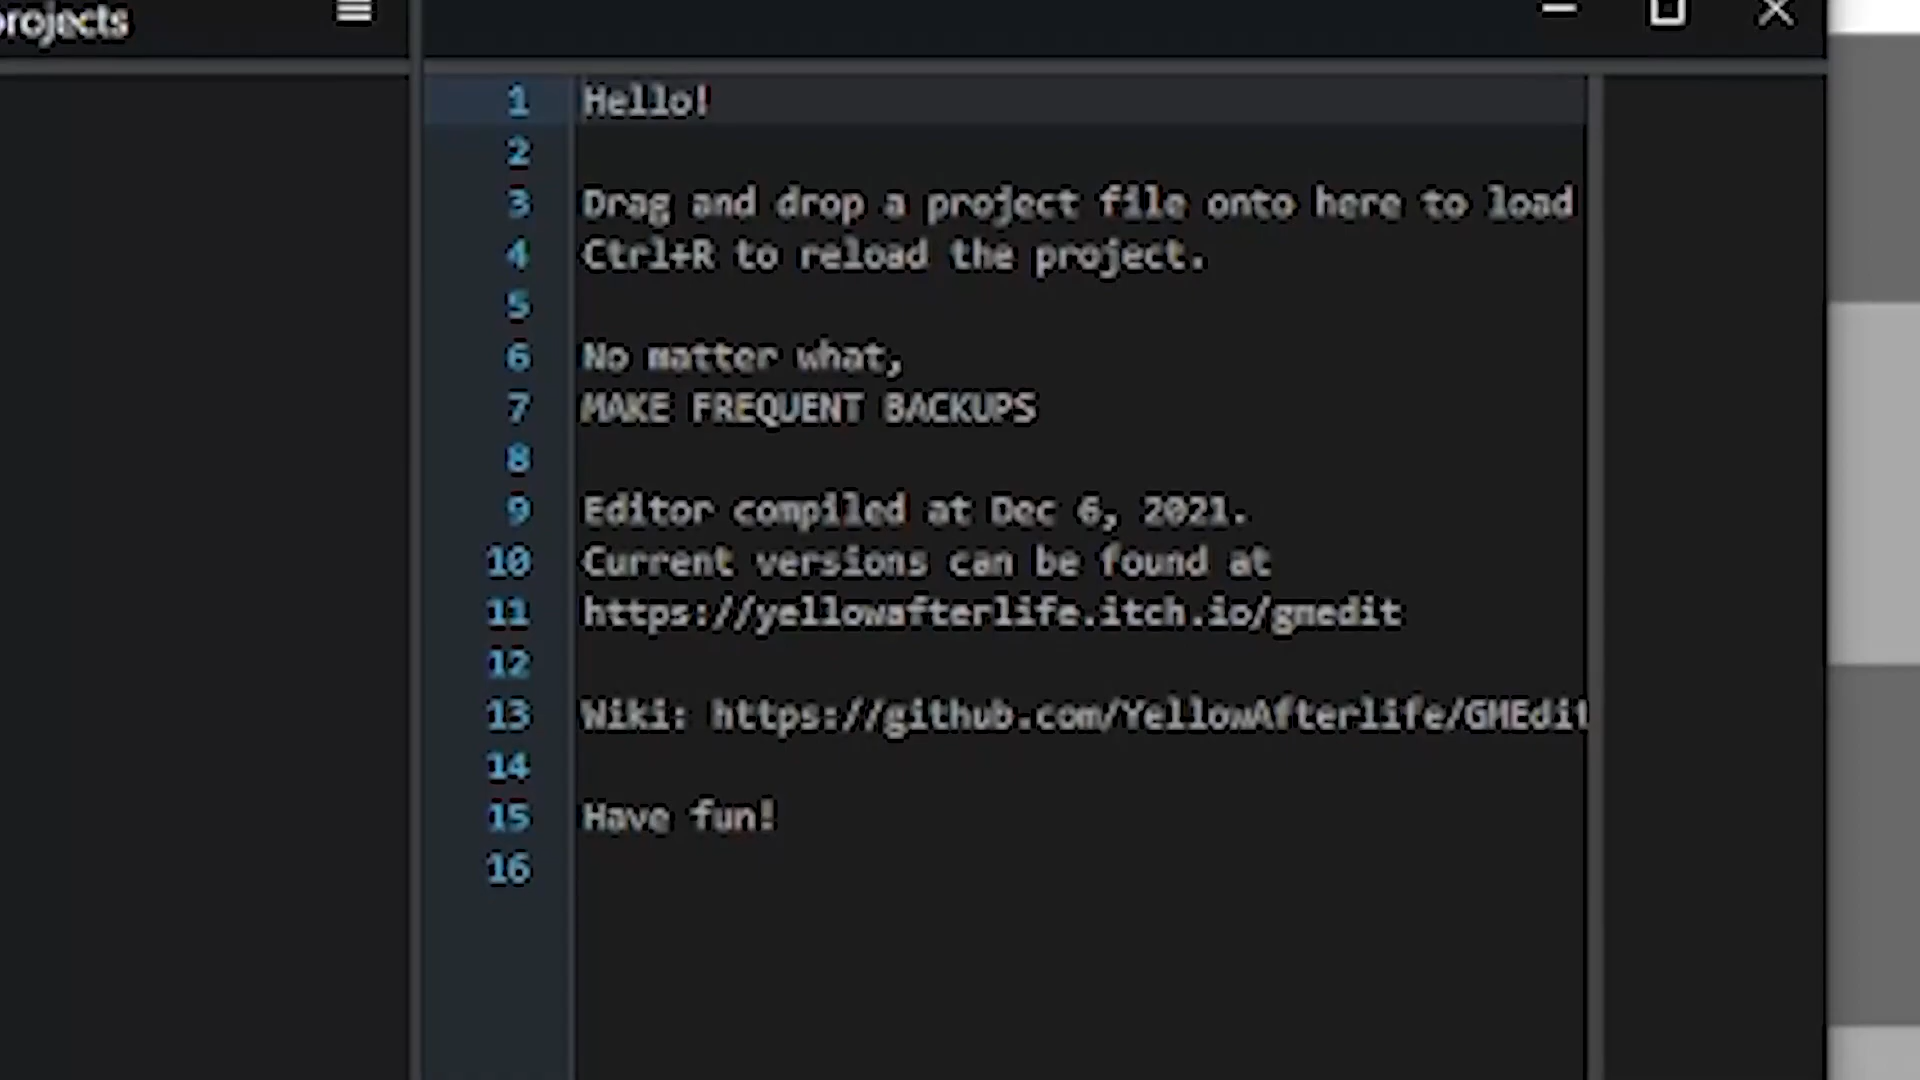 projects
1 Hello!
2
3 Drag and drop a project file onto here to load
4 Ctrl+R to reload the project.
5
6 No matter what,
7 MAKE FREQUENT BACKUPS
8
9 Editor compiled at Dec 6, 2021.
10 Current versions can be found at
11 https://yellowafterlife.itch.io/gmedit
12
13 Wiki: https://github.com/YellowAfterlife/GMEdit
14
15 Have fun!
16